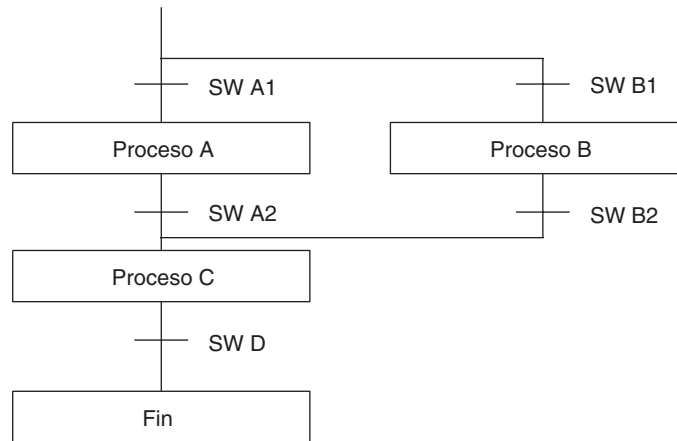 SW A1
SW B1
Proceso A
Proceso B
SW A2
SW B2
Proceso C
SW D
Fin